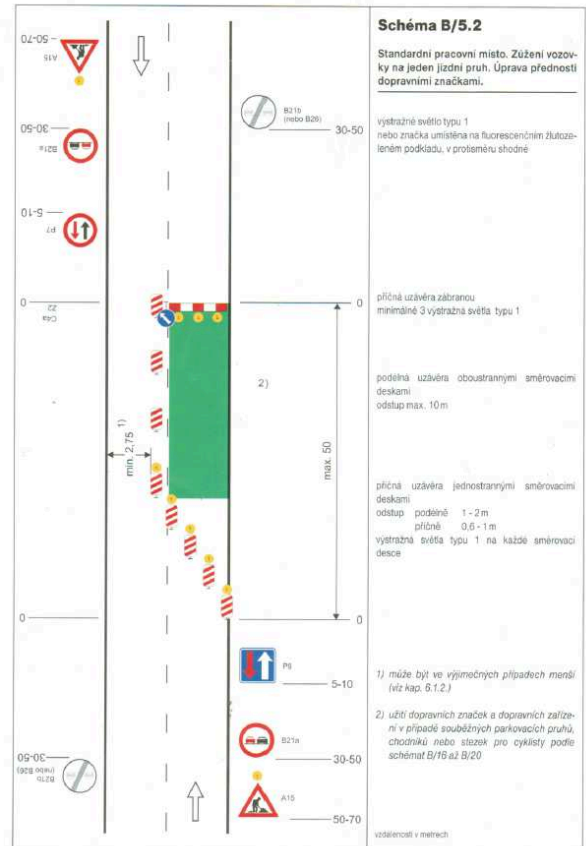 Schéma B/5.2
Standardní pracovní místo. Zúžení vozov-
ky na jeden jízdní pruh. Úprava přednosti
dopravními značkami.
výstražné světlo typu 1
nebo značka umístěna na fluorescenčním žlutoze-
leném podkladu, v protisměru shodné
příčná uzávěra zábranou
minimálně 3 výstražná světla typu 1
podélná uzávěra oboustrannými směrovacími
deskami
odstup max. 10 m
příčná uzávěra jednostrannými směrovacími
deskami
odstup podélně 1 - 2 m
příčně 0,6 - 1 m
výstražná světla typu 1 na každé směrovací
desce
1) může být ve výjimečných případech menší
(viz kap. 6.1.2.)
2) užití dopravních značek a dopravních zaříze-
ní v případě souběžných parkovacích pruhů,
chodníků nebo stezek pro cyklisty podle
schémat B/16 až B/20
vzdálenosti v metrech
50-70
A15
30-50
B21a
5-10
P7
0
Z2
C4a
1)
min. 2,75
0
30-50
B21b
(nebo B26)
B21b
(nebo B26)
30-50
0
2)
max. 50
0
P8
5-10
B21a
30-50
A15
50-70